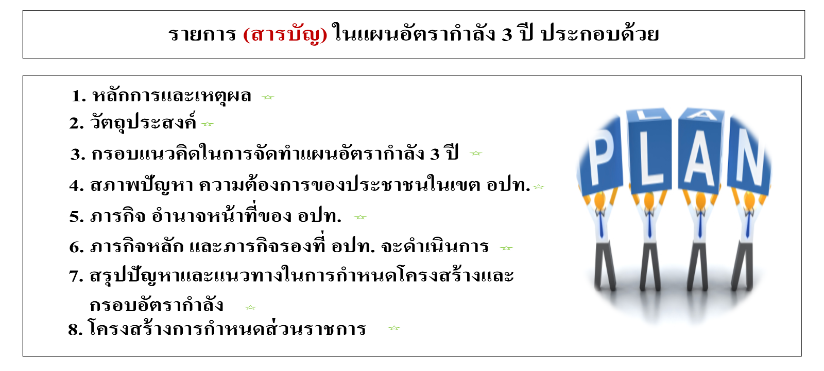 รายการ (สารบัญ) ในแผนอัตรากำลัง 3 ปี ประกอบด้วย
1. หลักการและเหตุผล
2. วัตถุประสงค์
3. กรอบแนวคิดในการจัดทำแผนอัตรากำลัง 3 ปี
4. สภาพปัญหา ความต้องการของประชาชนในเขต อปท.
5. ภารกิจ อำนาจหน้าที่ของ อปท.
6. ภารกิจหลัก และภารกิจรองที่ อปท. จะดำเนินการ
7. สรุปปัญหาและแนวทางในการกำหนดโครงสร้างและ
กรอบอัตรากำลัง
8. โครงสร้างการกำหนดส่วนราชการ
PLAN
LA